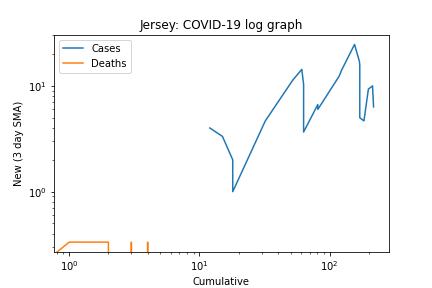 Jersey: COVID-19 log graph
Cases
Deaths
New (3 day SMA)
10¹
10⁰
10⁰ 10¹ 10²
Cumulative